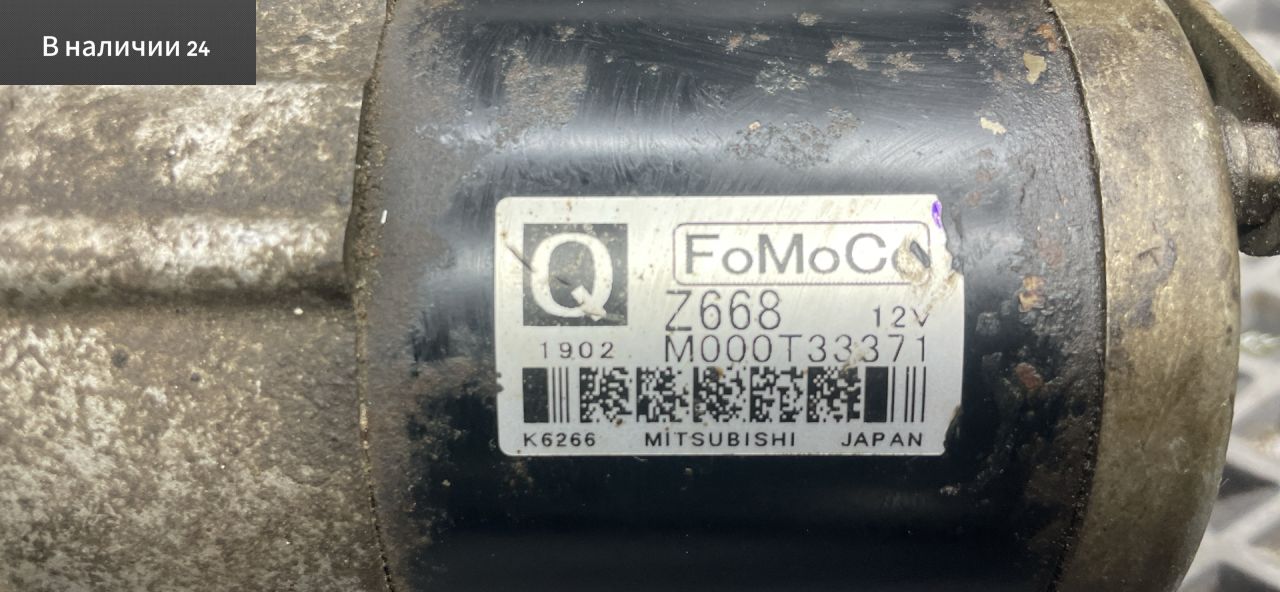 В наличии 24
Q
FoMoCo
Z668
12V
1902
M000T33371
K6266 MITSUBISHI JAPAN